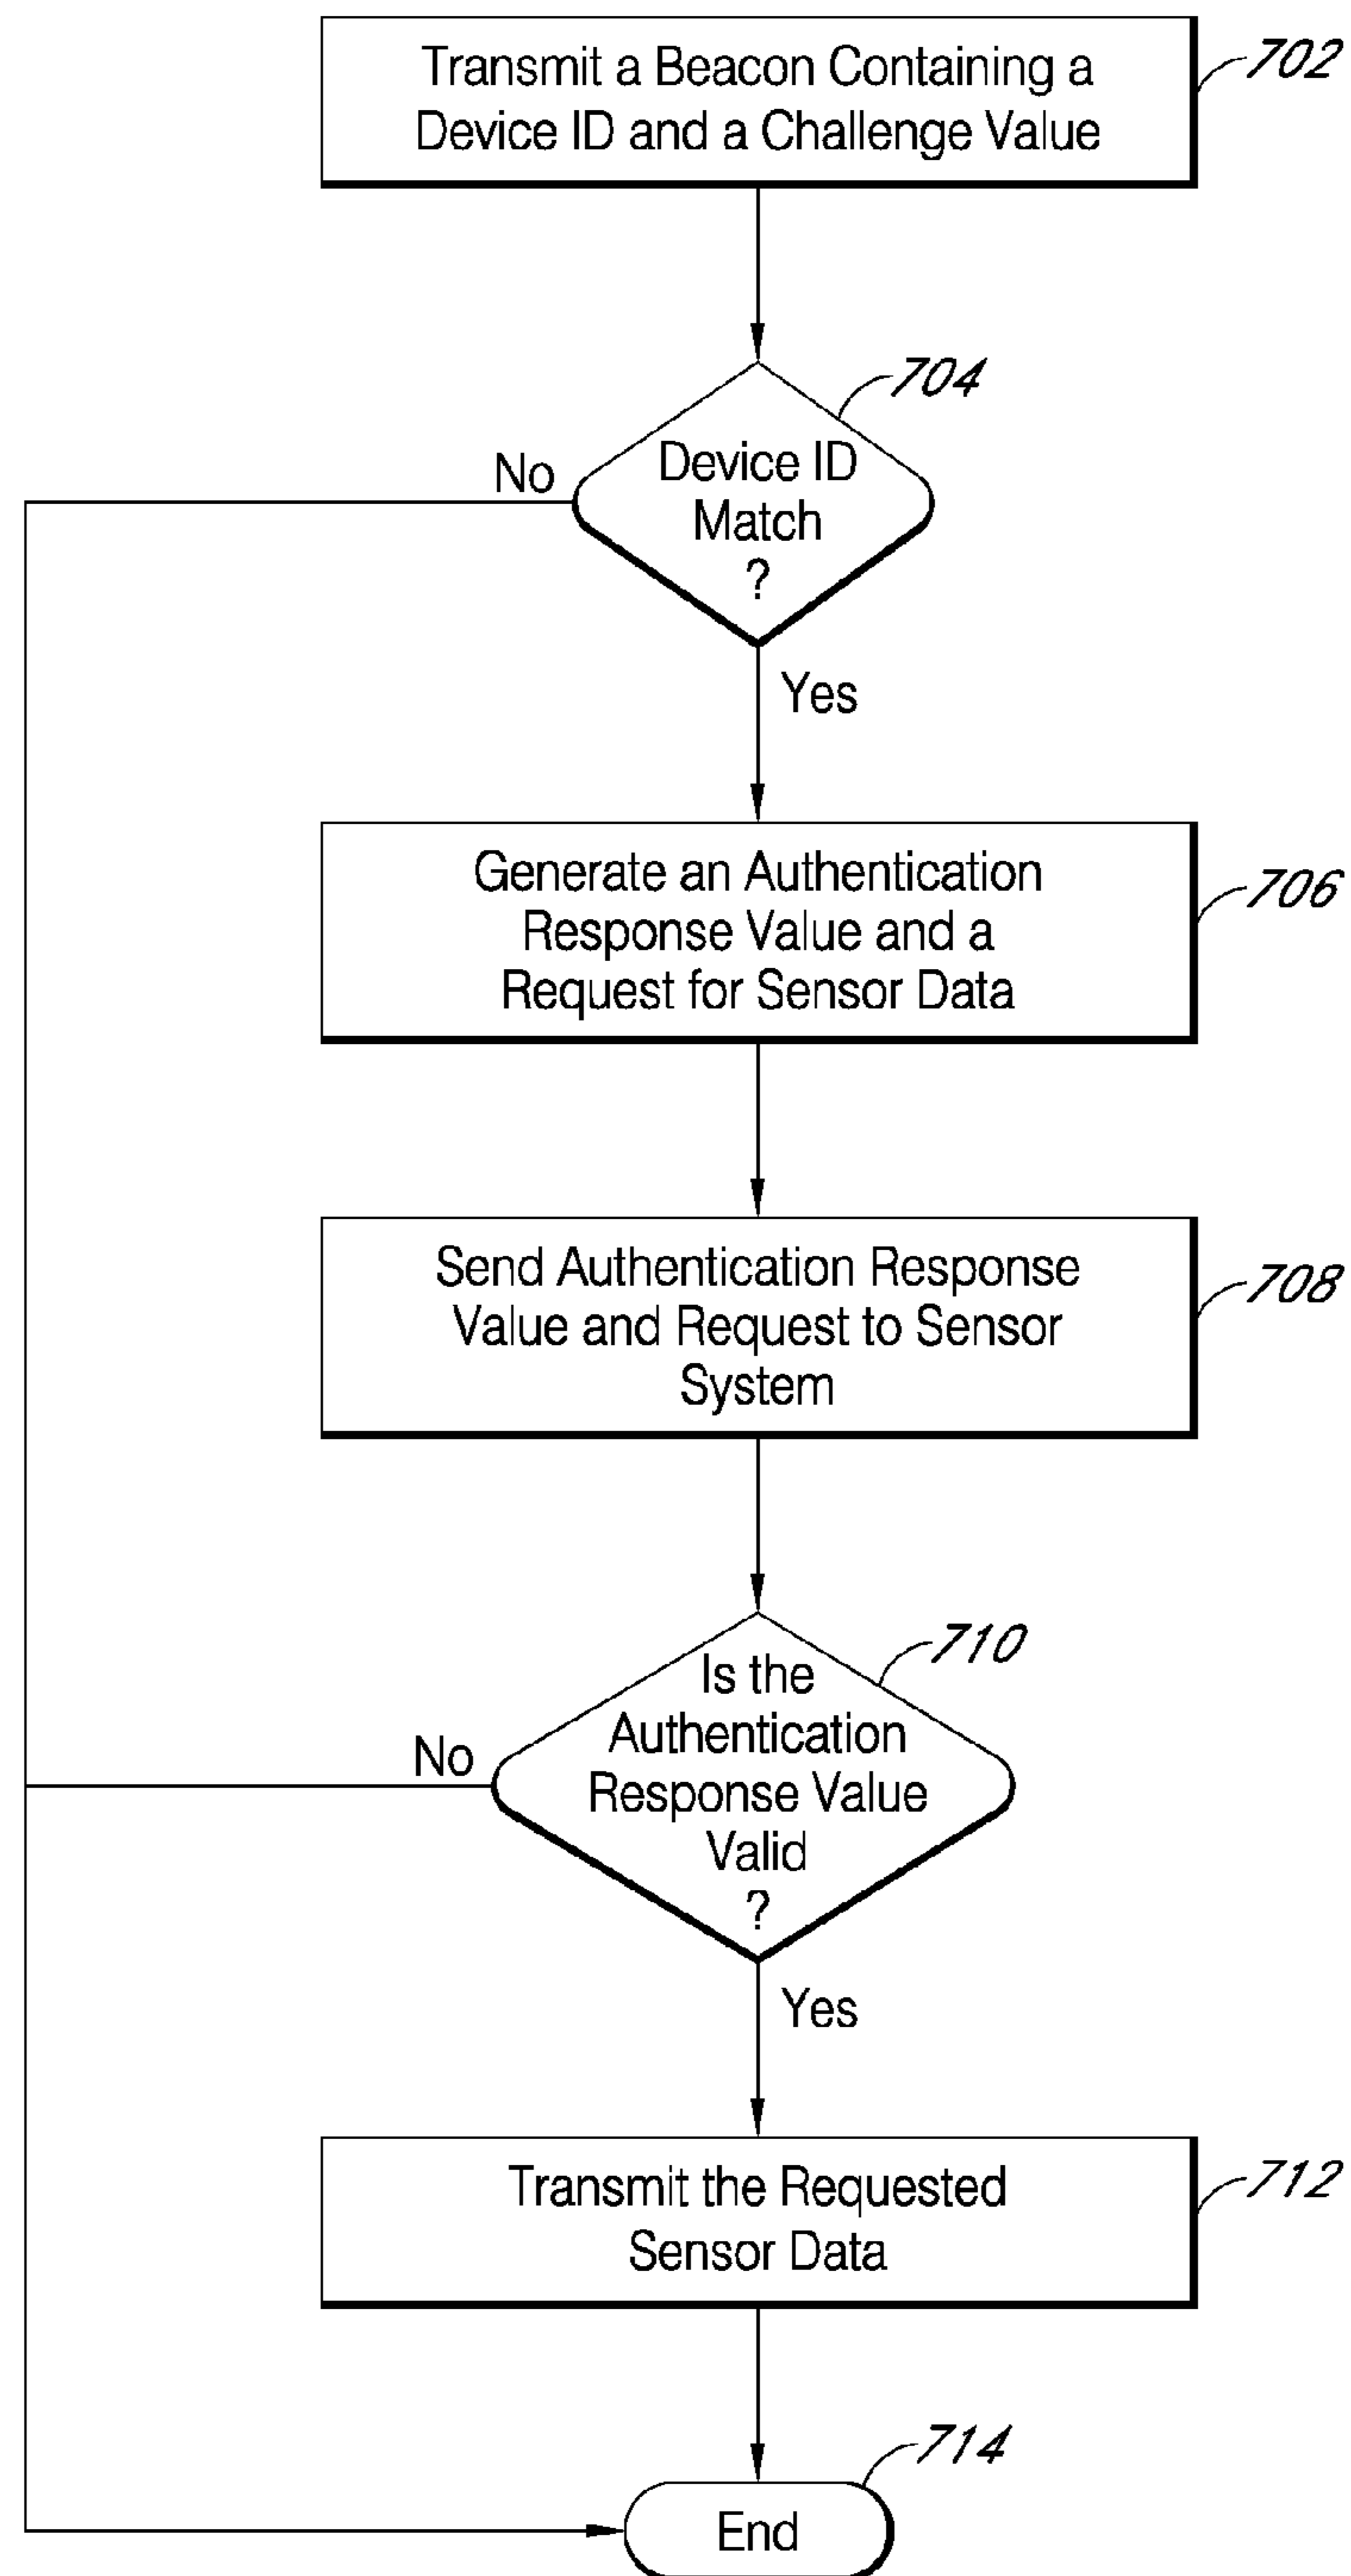 Transmit a Beacon Containing a
Device ID and a Challenge Value
702
704
Device ID
Match
?
No
Yes
Generate an Authentication
Response Value and a
Request for Sensor Data
706
Send Authentication Response
Value and Request to Sensor
System
708
710
Is the
Authentication
Response Value
Valid
?
No
Yes
Transmit the Requested
Sensor Data
712
714
End